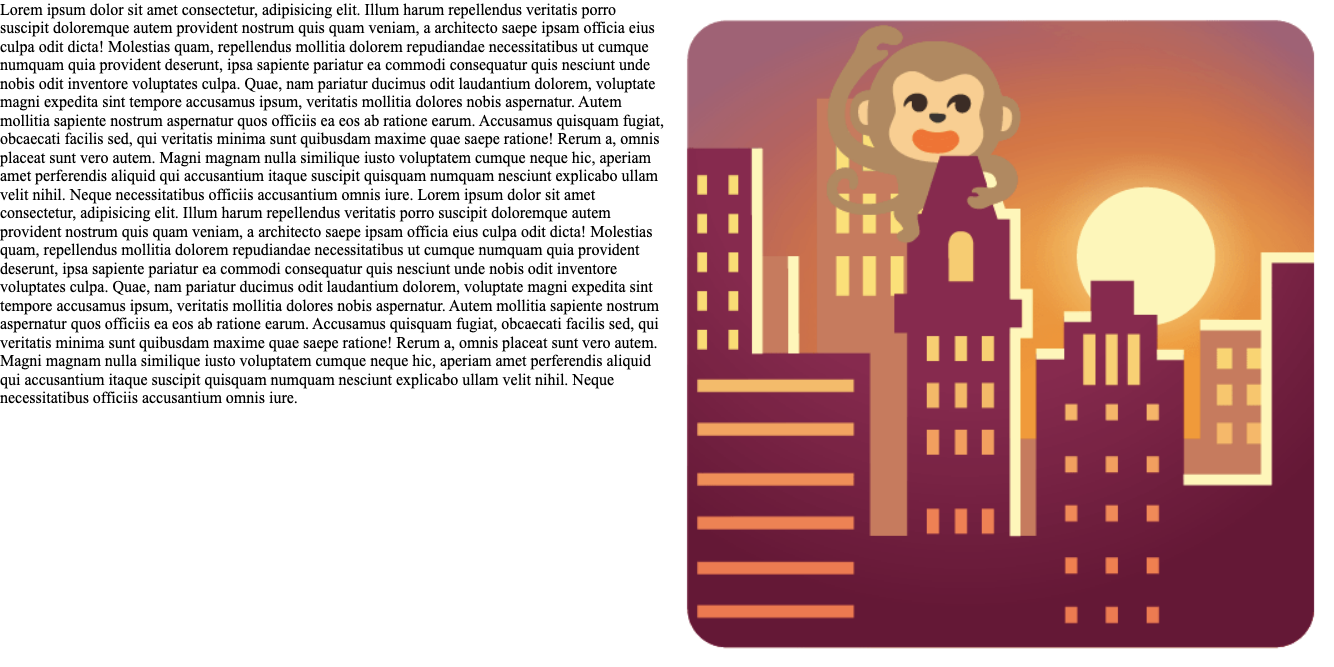 Lorem ipsum dolor sit amet consectetur, adipisicing elit. Illum harum repellendus veritatis porro
suscipit doloremque autem provident nostrum quis quam veniam, a architecto saepe ipsam officia eius
culpa odit dicta! Molestias quam, repellendus mollitia dolorem repudiandae necessitatibus ut cumque
numquam quia provident deserunt, ipsa sapiente pariatur ea commodi consequatur quis nesciunt unde
nobis odit inventore voluptates culpa. Quae, nam pariatur ducimus odit laudantium dolorem, voluptate
magni expedita sint tempore accusamus ipsum, veritatis mollitia dolores nobis aspernatur. Autem
mollitia sapiente nostrum aspernatur quos officiis ea eos ab ratione earum. Accusamus quisquam fugiat,
obcaecati facilis sed, qui veritatis minima sunt quibusdam maxime quae saepe ratione! Rerum a, omnis
placeat sunt vero autem. Magni magnam nulla similique iusto voluptatem cumque neque hic, aperiam
amet perferendis aliquid qui accusantium itaque suscipit quisquam numquam nesciunt explicabo ullam
velit nihil. Neque necessitatibus officiis accusantium omnis iure. Lorem ipsum dolor sit amet
consectetur, adipisicing elit. Illum harum repellendus veritatis porro suscipit doloremque autem
provident nostrum quis quam veniam, a architecto saepe ipsam officia eius culpa odit dicta! Molestias
quam, repellendus mollitia dolorem repudiandae necessitatibus ut cumque numquam quia provident
deserunt, ipsa sapiente pariatur ea commodi consequatur quis nesciunt unde nobis odit inventore
voluptates culpa. Quae, nam pariatur ducimus odit laudantium dolorem, voluptate magni expedita sint
tempore accusamus ipsum, veritatis mollitia dolores nobis aspernatur. Autem mollitia sapiente nostrum
aspernatur quos officiis ea eos ab ratione earum. Accusamus quisquam fugiat, obcaecati facilis sed, qui
veritatis minima sunt quibusdam maxime quae saepe ratione! Rerum a, omnis placeat sunt vero autem.
Magni magnam nulla similique iusto voluptatem cumque neque hic, aperiam amet perferendis aliquid
qui accusantium itaque suscipit quisquam numquam nesciunt explicabo ullam velit nihil. Neque
necessitatibus officiis accusantium omnis iure.